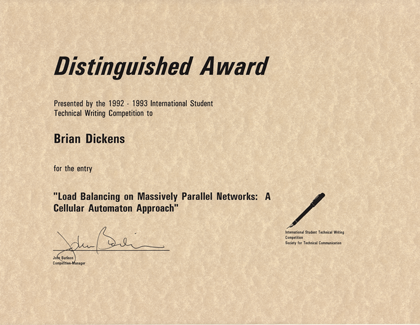 Distinguished Award
Presented by the 1992 - 1993 International Student
Technical Writing Competition to
Brian Dickens
for the entry
"Load Balancing on Massively Parallel Networks: A
Cellular Automaton Approach"
International Student Technical Writing
Competition
Society for Technical Communication
Competition Manager